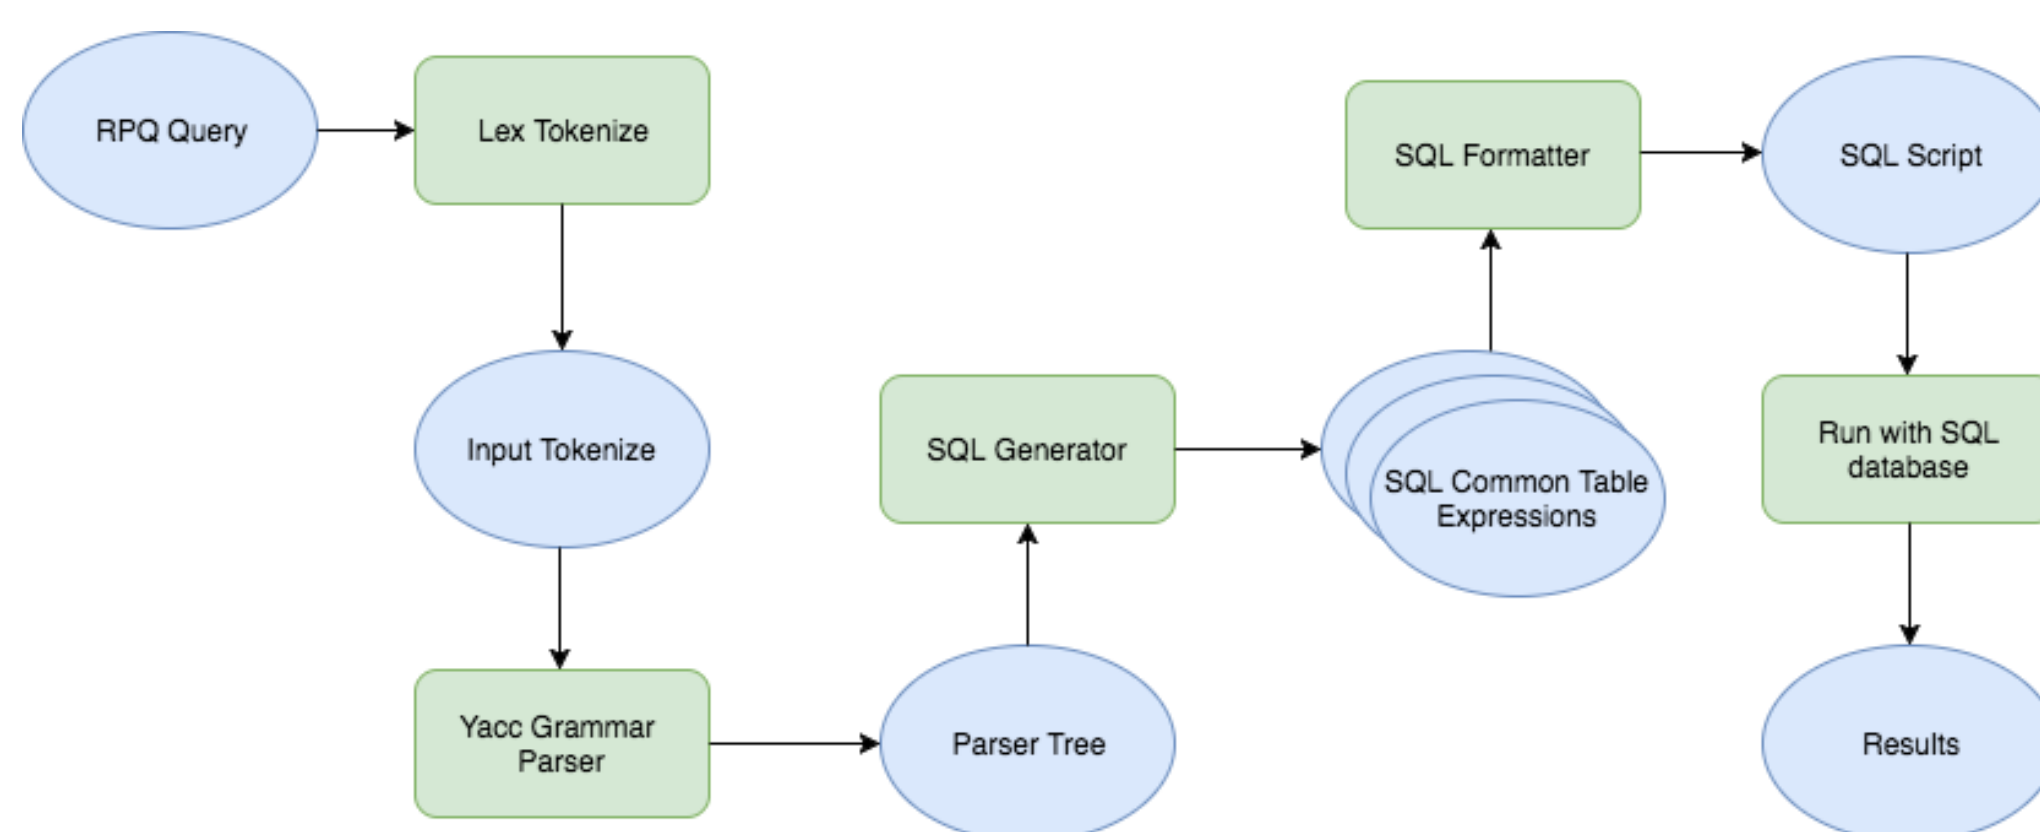 RPQ Query
Lex Tokenize
Input Tokenize
Yacc Grammar
Parser
Parser Tree
SQL Generator
SQL Common Table
Expressions
SQL Formatter
SQL Script
Run with SQL
database
Results